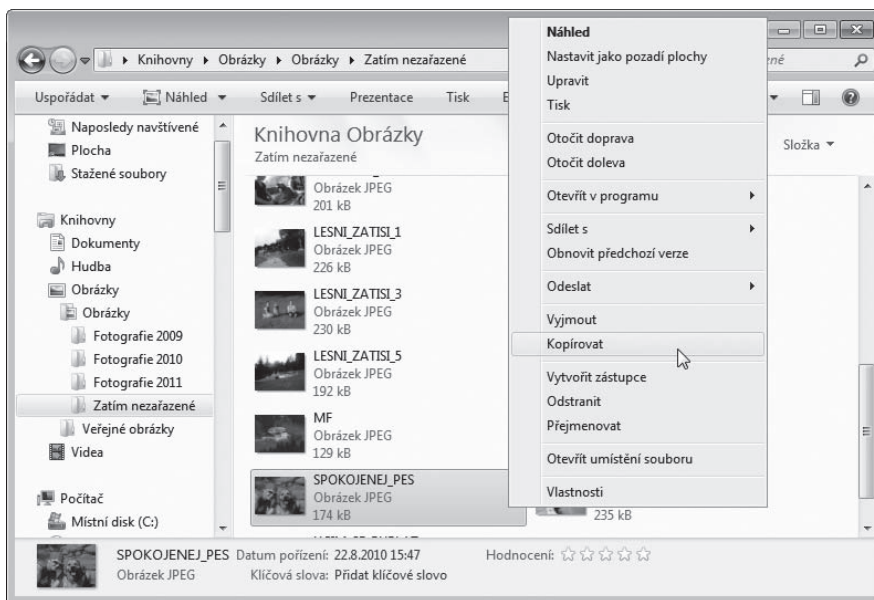 Knihovny ▸ Obrázky ▸ Obrázky ▸ Zatím nezařazené
Uspořádat ▾ Náhled ▾ Sdílet s ▾ Prezentace Tisk E
Naposledy navštívené
Plocha
Stažené soubory
Knihovny
Dokumenty
Hudba
Obrázky
Obrázky
Fotografie 2009
Fotografie 2010
Fotografie 2011
Zatím nezařazené
Veřejné obrázky
Videa
Počítač
Místní disk (C:)
Knihovna Obrázky
Zatím nezařazené
Složka ▾
Obrázek JPEG
201 kB
LESNI_ZATISI_1
Obrázek JPEG
226 kB
LESNI_ZATISI_3
Obrázek JPEG
230 kB
LESNI_ZATISI_5
Obrázek JPEG
192 kB
MF
Obrázek JPEG
129 kB
SPOKOJENEJ_PES
Obrázek JPEG
174 kB
235 kB
Náhled
Nastavit jako pozadí plochy
Upravit
Tisk
Otočit doprava
Otočit doleva
Otevřít v programu
Sdílet s
Obnovit předchozí verze
Odeslat
Vyjmout
Kopírovat
Vytvořit zástupce
Odstranit
Přejmenovat
Otevřít umístění souboru
Vlastnosti
SPOKOJENEJ_PES Datum pořízení: 22.8.2010 15:47 Hodnocení:
Obrázek JPEG Klíčová slova: Přidat klíčové slovo